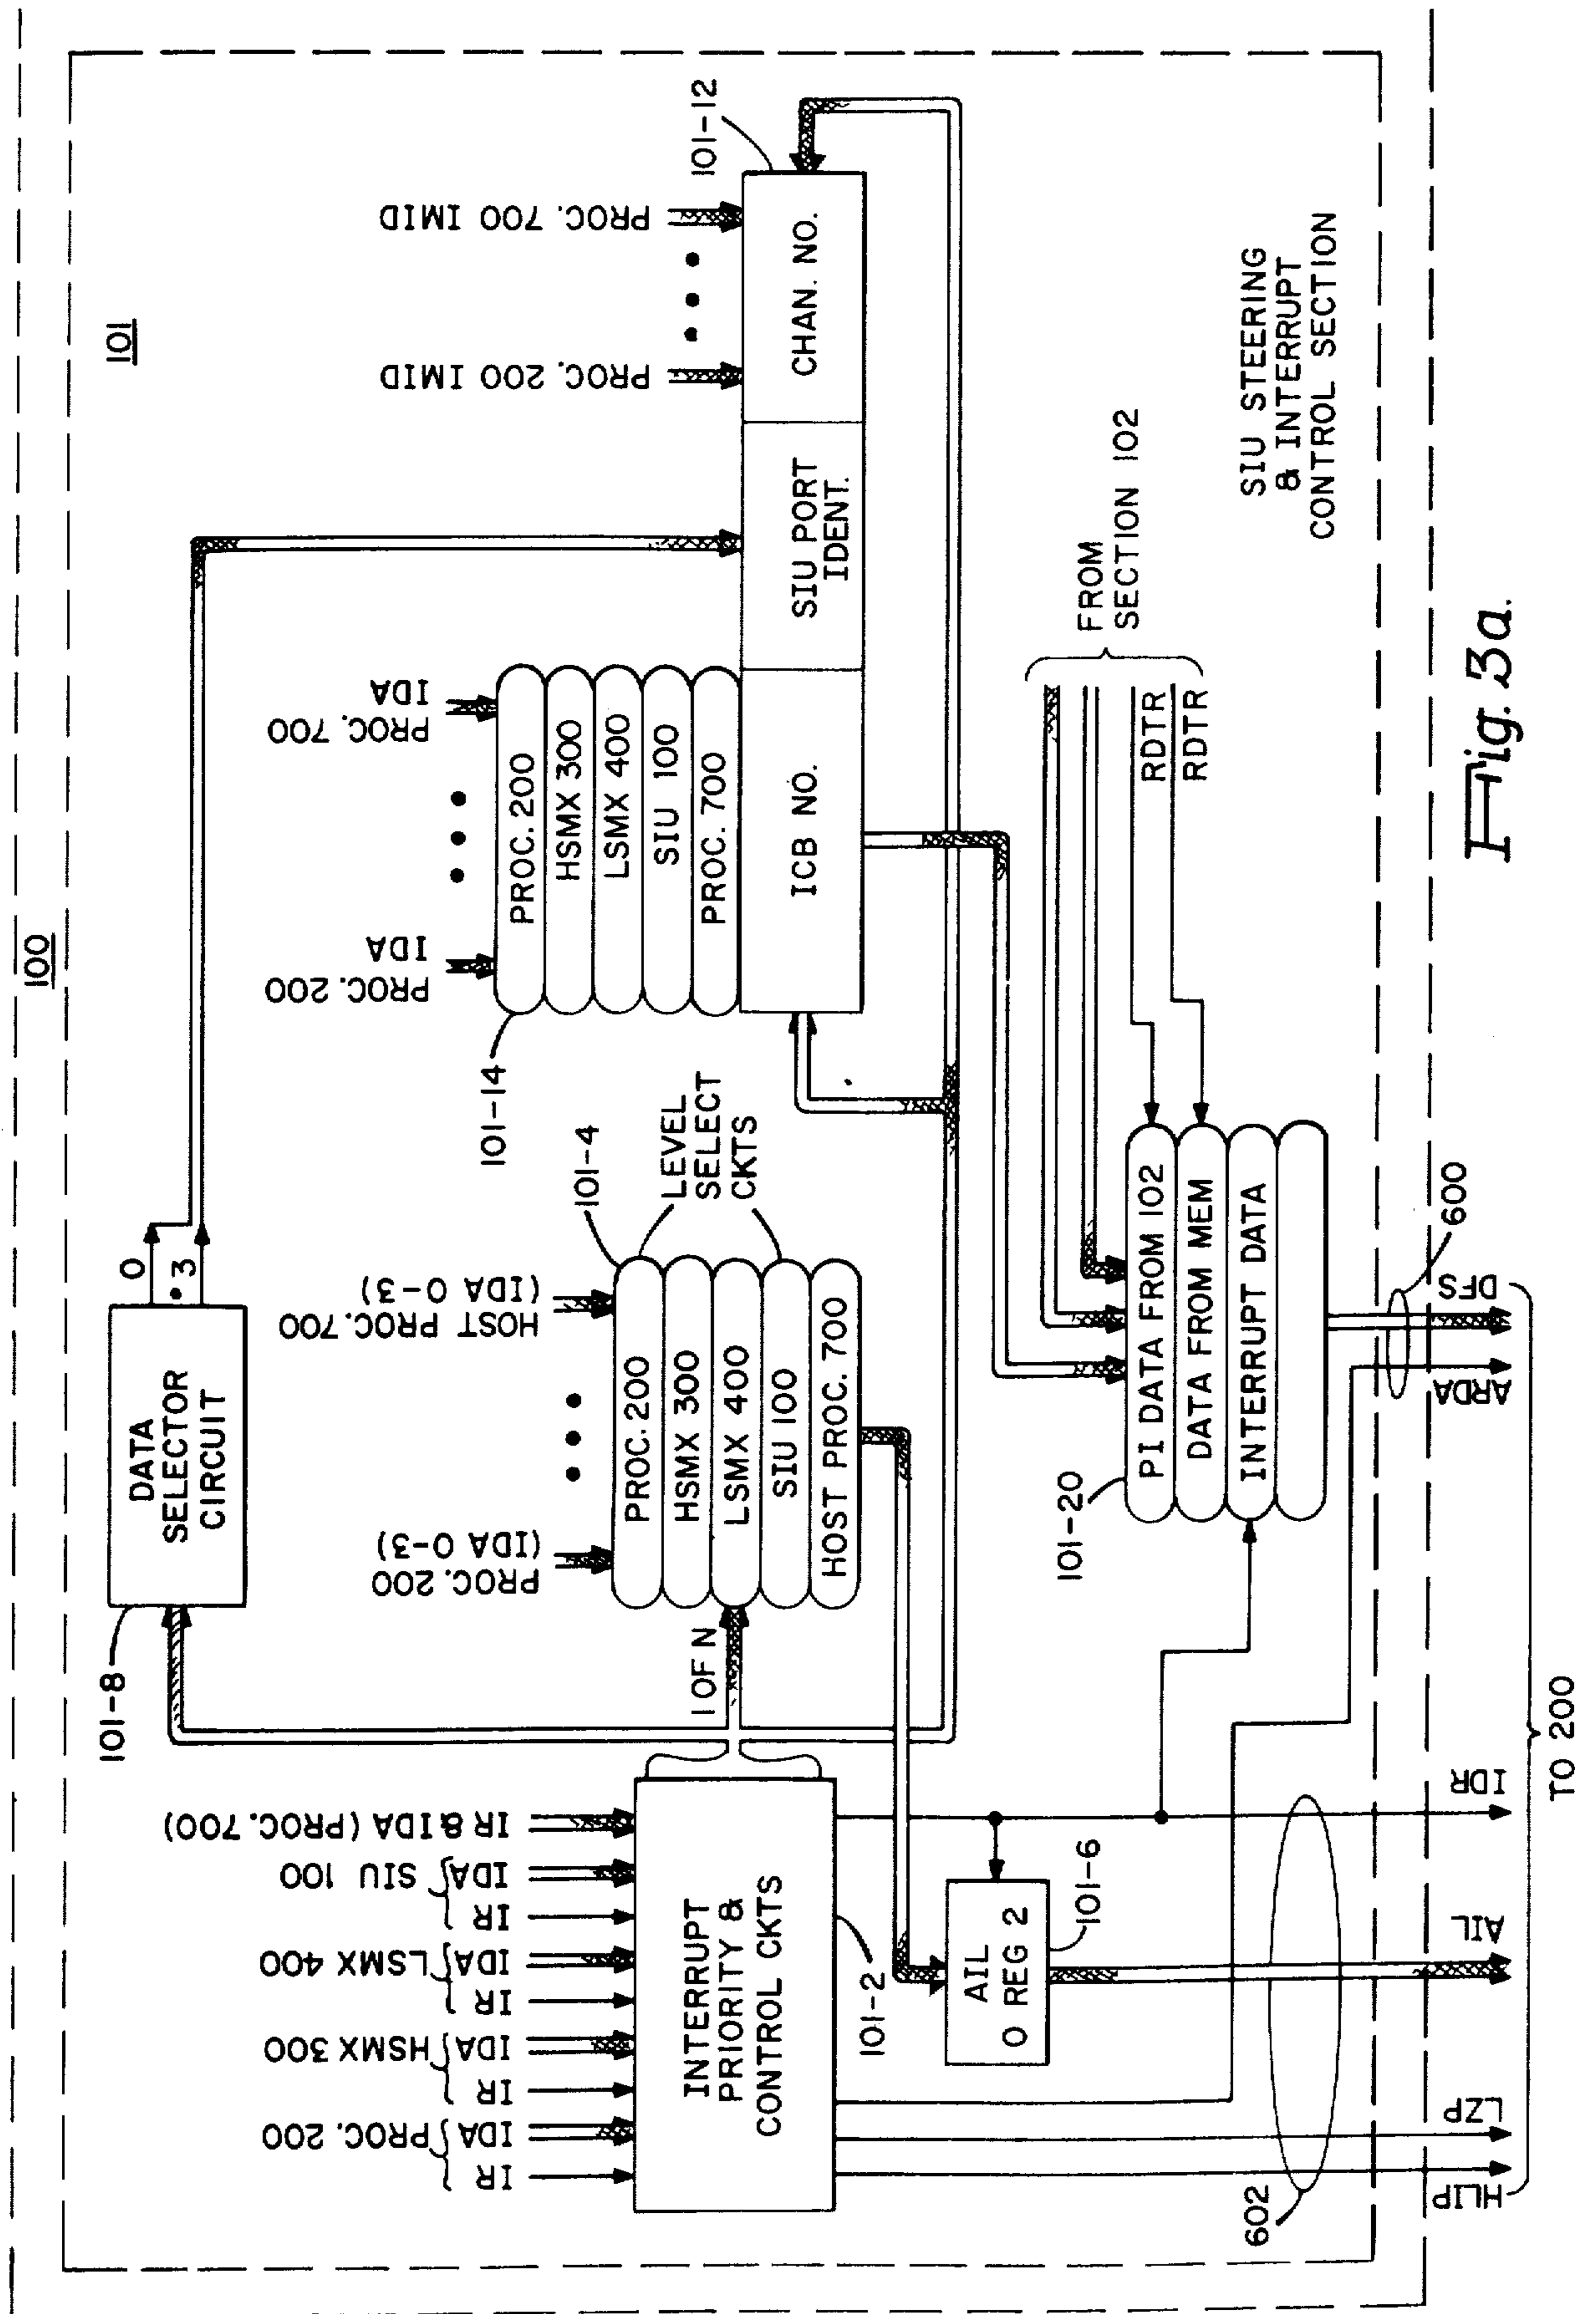 100
101
DATA
SELECTOR
CIRCUIT
0
3
101-8
IR & IDA (PROC. 700)
IDA
IR
SIU 100
IDA
IR
LSMX 400
IDA
IR
HSMX 300
IDA
IR
PROC. 200
INTERRUPT
PRIORITY &
CONTROL CKTS
101-2
1 OF N
PROC. 200
(IDA 0-3)
HOST PROC. 700
(IDA 0-3)
PROC. 200
HSMX 300
LSMX 400
SIU 100
HOST PROC. 700
101-4
LEVEL
SELECT
CKTS
PROC. 200
IDA
PROC. 700
IDA
101-14
PROC. 200
HSMX 300
LSMX 400
SIU 100
PROC. 700
ICB NO.
SIU PORT
IDENT.
CHAN. NO.
PROC. 200 IMID
PROC. 700 IMID
101-12
AIL
0 REG 2
101-6
101-20
PI DATA FROM 102
DATA FROM MEM
INTERRUPT DATA
RDTR
RDTR
FROM
SECTION 102
SIU STEERING
& INTERRUPT
CONTROL SECTION
602
600
HLIP
LZP
AIL
IDR
ARDA
DFS
TO 200
Fig. 3a.